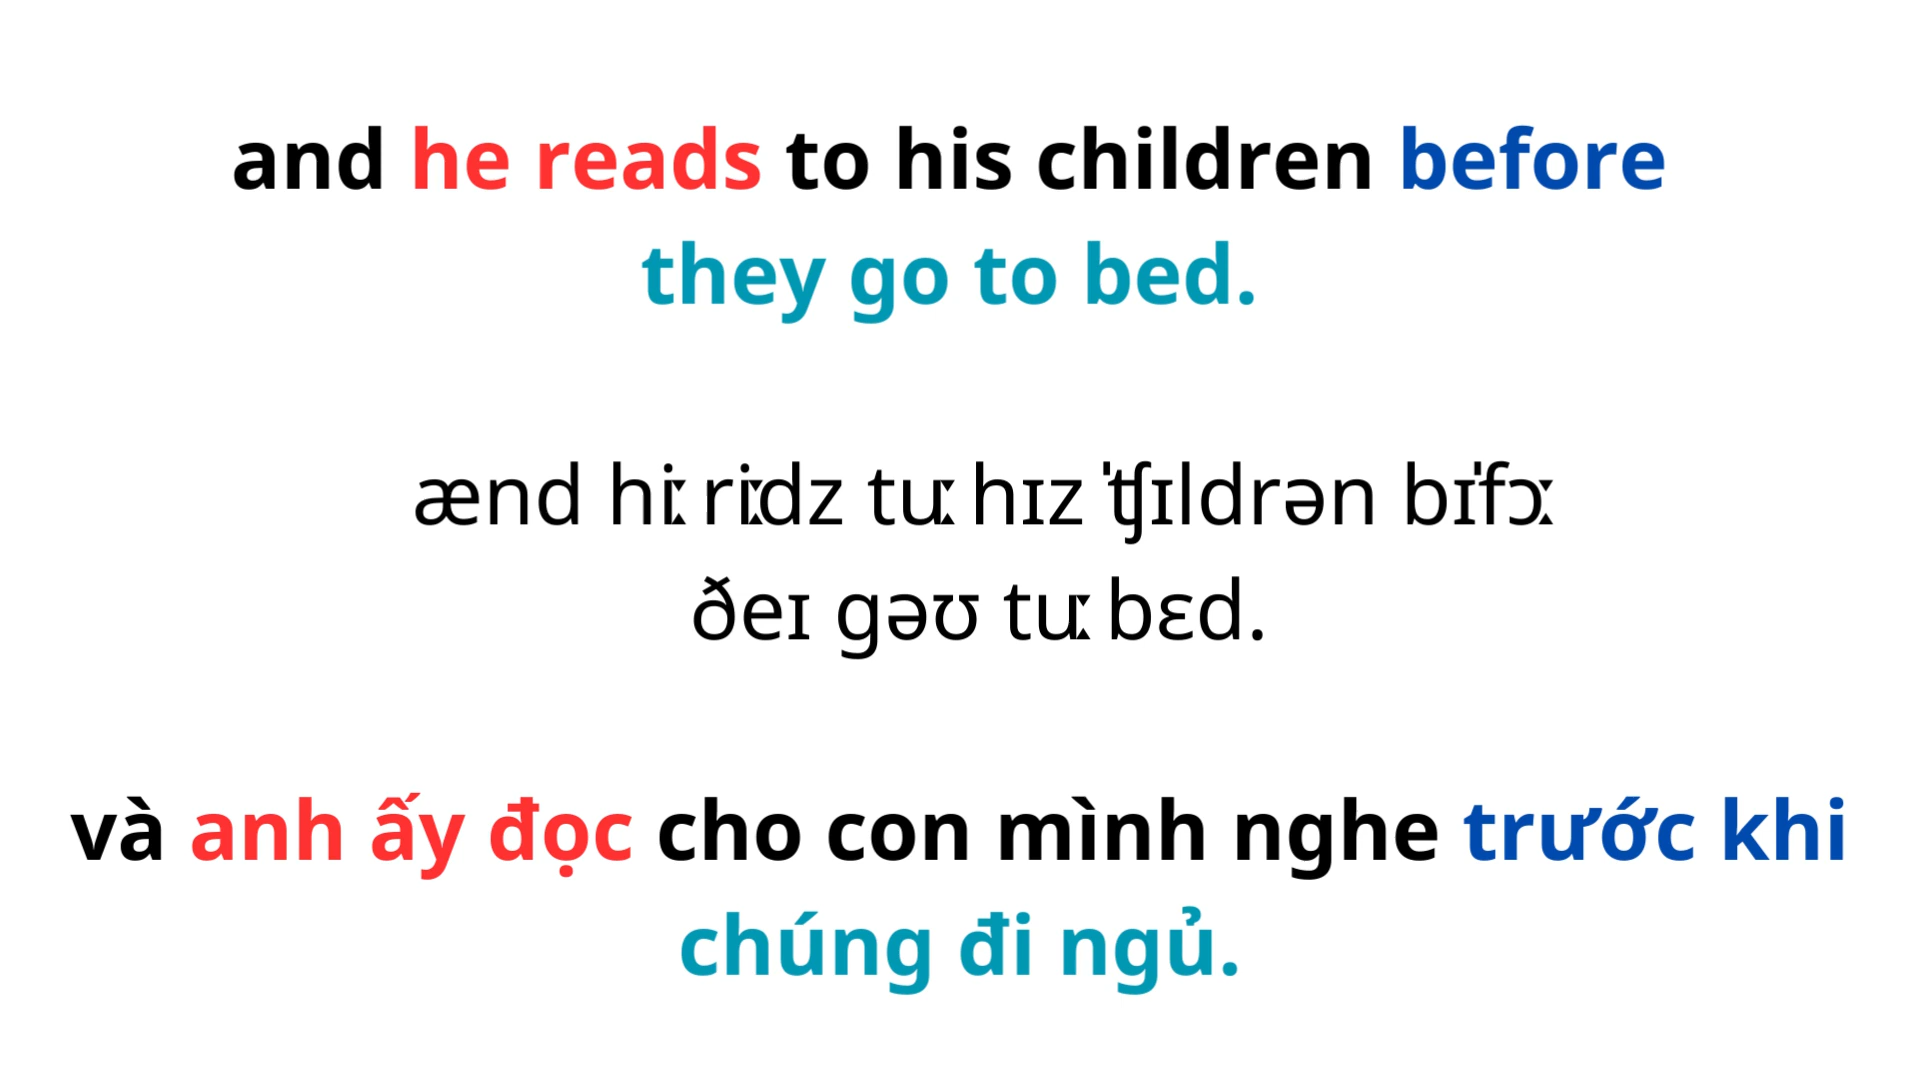 and he reads to his children before
they go to bed.
ænd hiː riːdz tuː hɪz ˈʧɪldrən bɪˈfɔː
ðeɪ gəʊ tuː bɛd.
và anh ấy đọc cho con mình nghe trước khi
chúng đi ngủ.